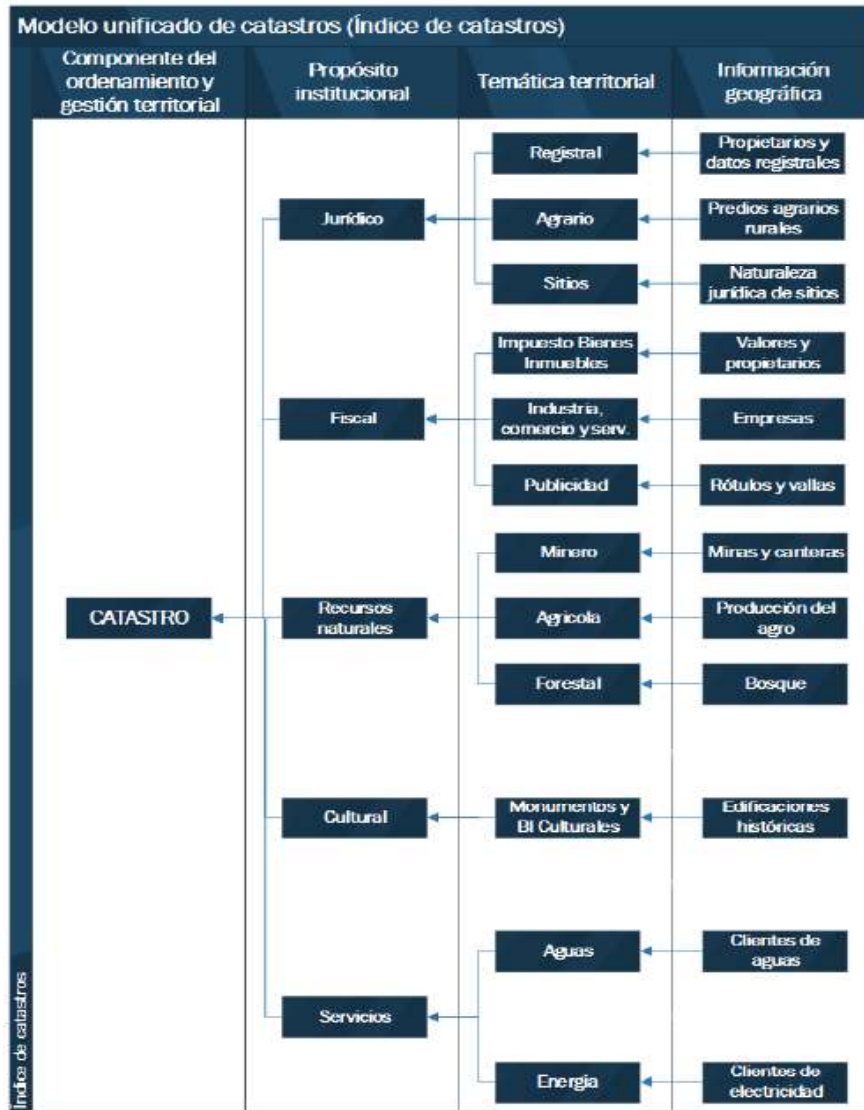 Modelo unificado de catastros (Índice de catastros)
Componente del
ordenamiento y
gestión territorial
Propósito
institucional
Temática territorial
Información
geográfica
Registral
Propietarios y
datos registrales
Jurídico
Agrario
Predios agrarios
rurales
Sitios
Naturaleza
jurídica de sitios
Impuesto Bienes
Inmuebles
Valores y
propietarios
Fiscal
Industria,
comercio y serv.
Empresas
Publicidad
Rótulos y vallas
Minero
Minas y canteras
CATASTRO
Recursos
naturales
Agrícola
Producción del
agro
Forestal
Bosque
Cultural
Monumentos y
BI Culturales
Edificaciones
históricas
Aguas
Clientes de
aguas
Servicios
Energía
Clientes de
electricidad
Índice de catastros